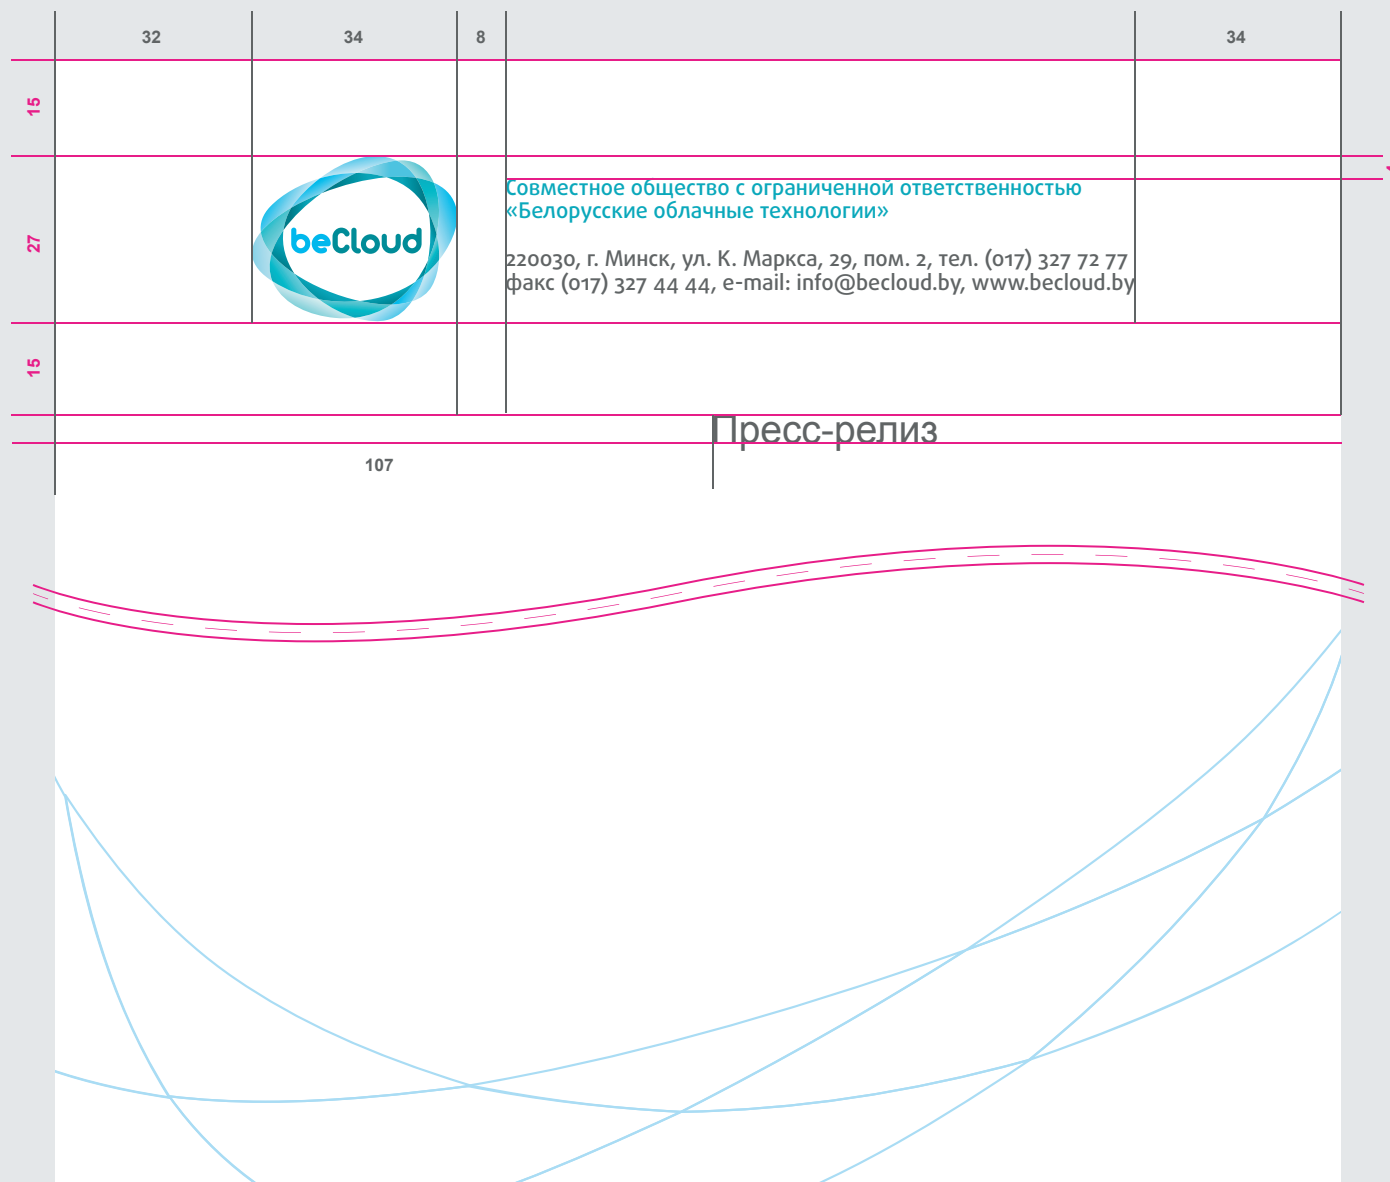 32 34 8 34
15
beCloud
Совместное общество с ограниченной ответственностью
«Белорусские облачные технологии»
27
220030, г. Минск, ул. К. Маркса, 29, пом. 2, тел. (017) 327 72 77
факс (017) 327 44 44, e-mail: info@becloud.by, www.becloud.by
15
Пресс-релиз
107